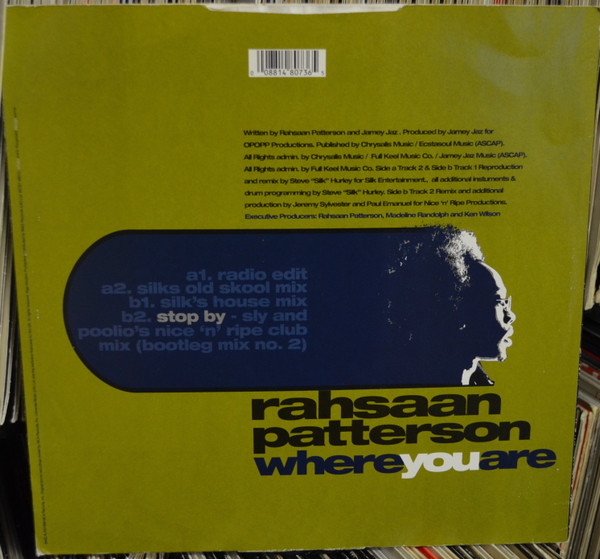 0 08814 80736
Written by Rahsaan Patterson and Jamey Jaz . Produced by Jamey Jaz for
OPOPP Productions. Published by Chrysalis Music / Ecstasoul Music (ASCAP).
All Rights admin. by Chrysalis Music / Full Keel Music Co. / Jamey Jaz Music (ASCAP).
All Rights admin. by Full Keel Music Co. Side a Track 2 & Side b Track 1 Reproduction
and remix by Steve "Silk" Hurley for Silk Entertainment., all additional instuments &
drum programming by Steve "Silk" Hurley. Side b Track 2 Remix and additional
production by Jeremy Sylvester and Paul Emanuel for Nice 'n' Ripe Productions.
Executive Producers: Rahsaan Patterson, Madeline Randolph and Ken Wilson
a1. radio edit
a2. silks old skool mix
b1. silk's house mix
b2. stop by - sly and
poolio's nice 'n' ripe club
mix (bootleg mix no. 2)
rahsaan
patterson
whereyouare